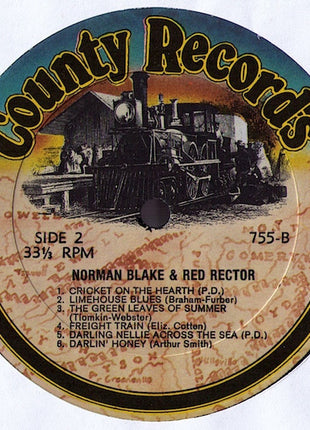 County Records
SIDE 2 755-B
33⅓ RPM
NORMAN BLAKE & RED RECTOR
1. CRICKET ON THE HEARTH (P.D.)
2. LIMEHOUSE BLUES (Braham-Furber)
3. THE GREEN LEAVES OF SUMMER
(Tiomkin-Webster)
4. FREIGHT TRAIN (Eliz. Cotten)
5. DARLING NELLIE ACROSS THE SEA (P.D.)
6. DARLIN' HONEY (Arthur Smith)